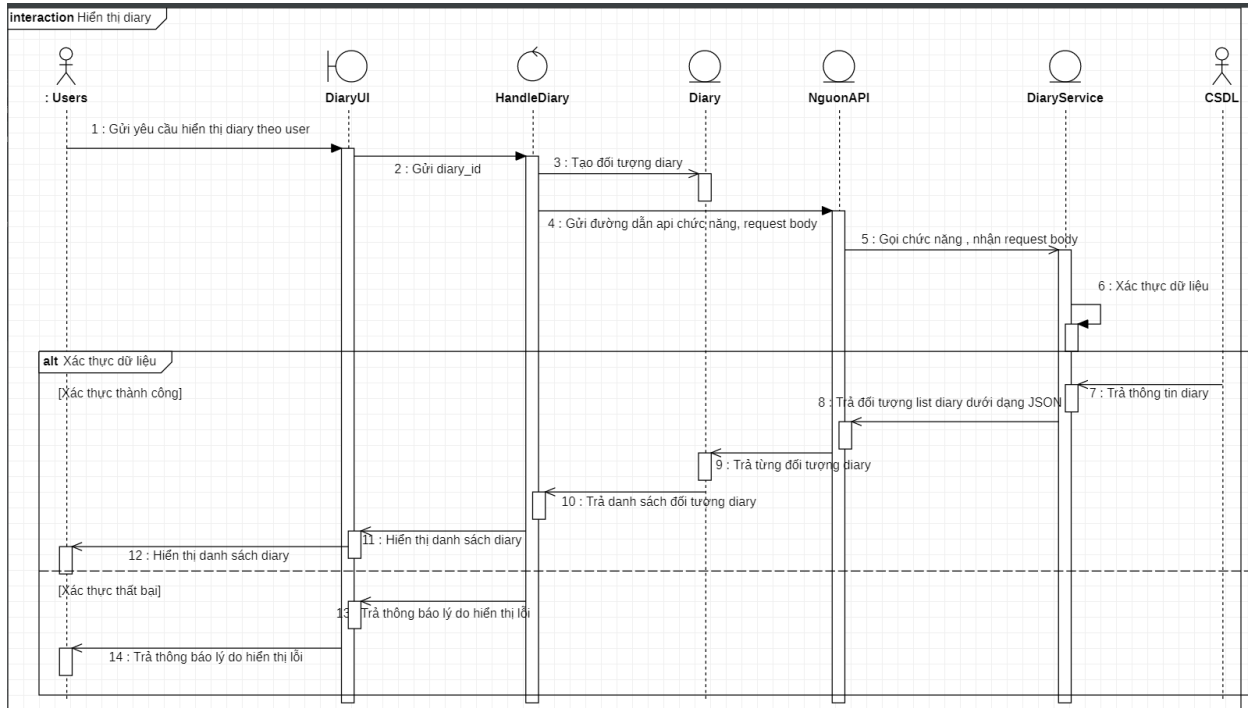 interaction Hiển thị diary
: Users
DiaryUI
HandleDiary
Diary
NguonAPI
DiaryService
CSDL
1 : Gửi yêu cầu hiển thị diary theo user
2 : Gửi diary_id
3 : Tạo đối tượng diary
4 : Gửi đường dẫn api chức năng, request body
5 : Gọi chức năng , nhận request body
6 : Xác thực dữ liệu
alt Xác thực dữ liệu
[Xác thực thành công]
7 : Trả thông tin diary
8 : Trả đối tượng list diary dưới dạng JSON
9 : Trả từng đối tượng diary
10 : Trả danh sách đối tượng diary
11 : Hiển thị danh sách diary
12 : Hiển thị danh sách diary
[Xác thực thất bại]
13 : Trả thông báo lý do hiển thị lỗi
14 : Trả thông báo lý do hiển thị lỗi